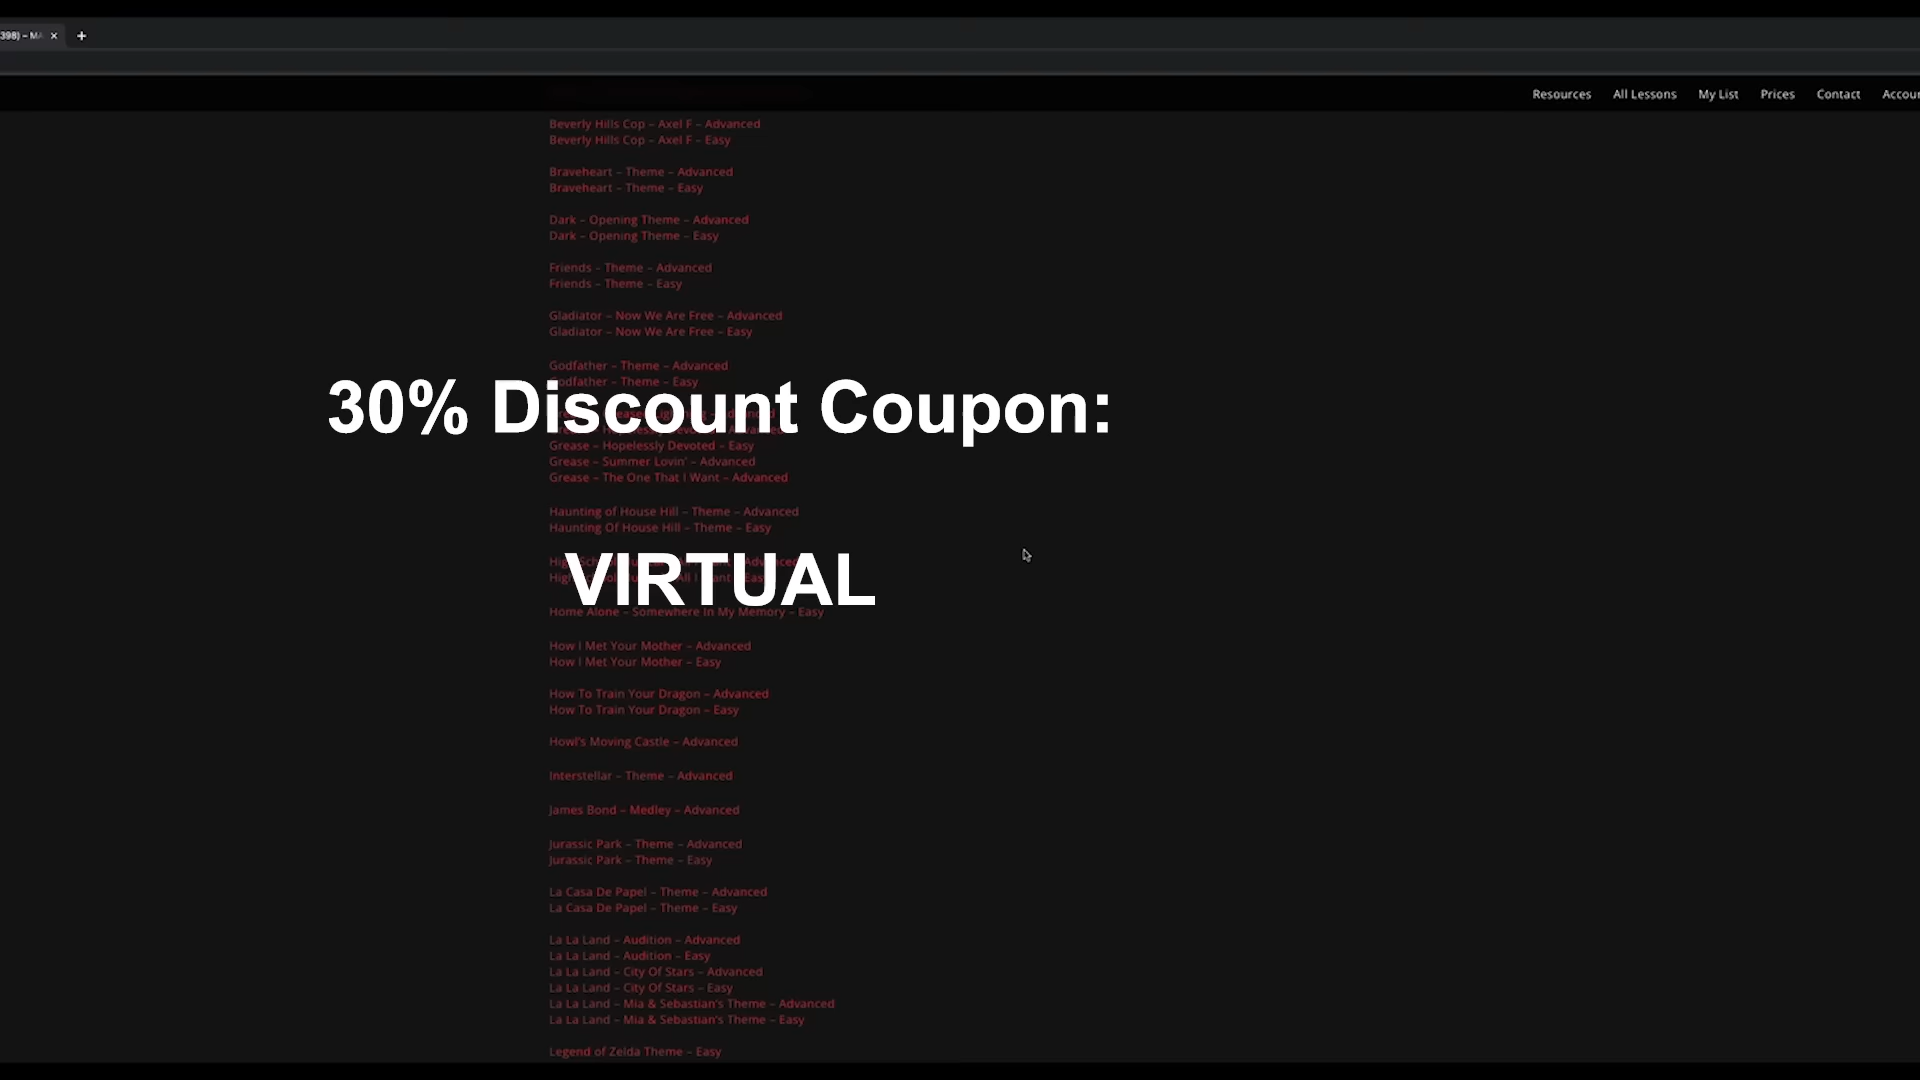 398) – MA
Resources All Lessons My List Prices Contact Accoun
Beverly Hills Cop – Axel F – Advanced
Beverly Hills Cop – Axel F – Easy
Braveheart – Theme – Advanced
Braveheart – Theme – Easy
Dark – Opening Theme – Advanced
Dark – Opening Theme – Easy
Friends – Theme – Advanced
Friends – Theme – Easy
Gladiator – Now We Are Free – Advanced
Gladiator – Now We Are Free – Easy
Godfather – Theme – Advanced
Godfather – Theme – Easy
30% Discount Coupon:
Grease – Hopelessly Devoted – Easy
Grease – Summer Lovin' – Advanced
Grease – The One That I Want – Advanced
Haunting of House Hill – Theme – Advanced
Haunting Of House Hill – Theme – Easy
VIRTUAL
Home Alone – Somewhere In My Memory – Easy
How I Met Your Mother – Advanced
How I Met Your Mother – Easy
How To Train Your Dragon – Advanced
How To Train Your Dragon – Easy
Howl's Moving Castle – Advanced
Interstellar – Theme – Advanced
James Bond – Medley – Advanced
Jurassic Park – Theme – Advanced
Jurassic Park – Theme – Easy
La Casa De Papel – Theme – Advanced
La Casa De Papel – Theme – Easy
La La Land – Audition – Advanced
La La Land – Audition – Easy
La La Land – City Of Stars – Advanced
La La Land – City Of Stars – Easy
La La Land – Mia & Sebastian's Theme – Advanced
La La Land – Mia & Sebastian's Theme – Easy
Legend of Zelda Theme – Easy